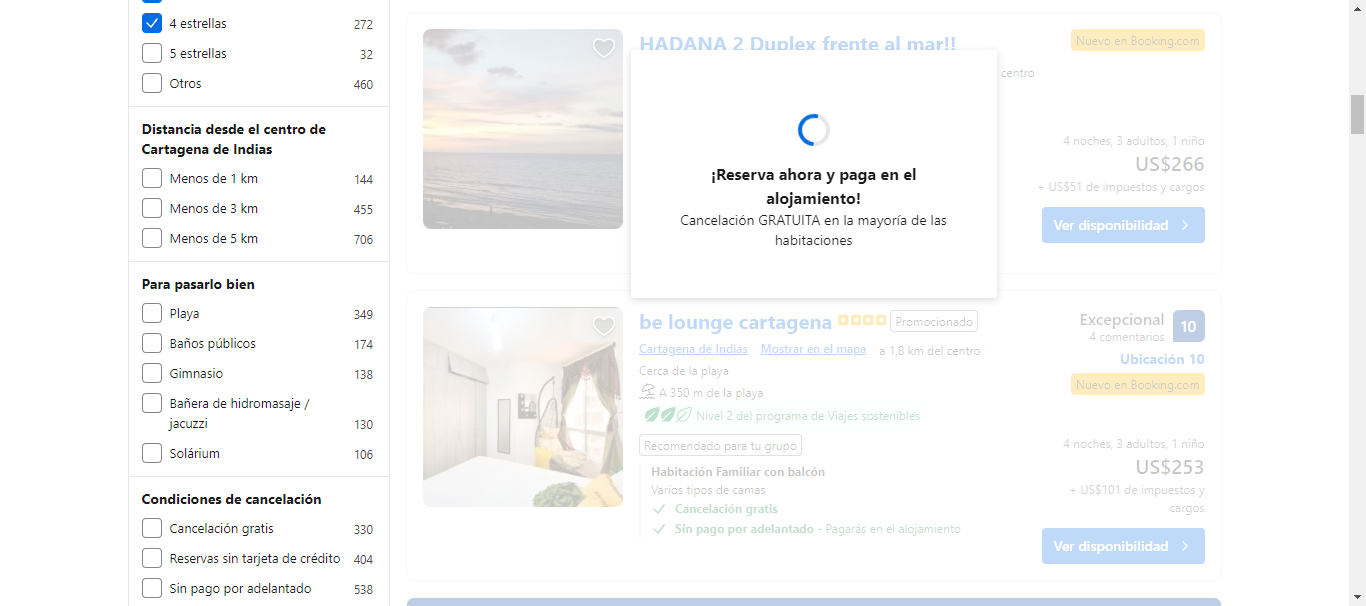 4 estrellas 272
5 estrellas 32
Otros 460
Distancia desde el centro de
Cartagena de Indias
Menos de 1 km 144
Menos de 3 km 455
Menos de 5 km 706
Para pasarlo bien
Playa 349
Baños públicos 174
Gimnasio 138
Bañera de hidromasaje /
jacuzzi 130
Solárium 106
Condiciones de cancelación
Cancelación gratis 330
Reservas sin tarjeta de crédito 404
Sin pago por adelantado 538
HADANA 2 Duplex frente al mar!!
Nuevo en Booking.com
centro
4 noches, 3 adultos, 1 niño
US$266
+ US$51 de impuestos y cargos
Ver disponibilidad
¡Reserva ahora y paga en el
alojamiento!
Cancelación GRATUITA en la mayoría de las
habitaciones
be lounge cartagena Promocionado
Cartagena de Indias Mostrar en el mapa a 1,8 km del centro
Cerca de la playa
A 350 m de la playa
Nivel 2 del programa de Viajes sostenibles
Recomendado para tu grupo
Habitación Familiar con balcón
Varios tipos de camas
Cancelación gratis
Sin pago por adelantado - Pagarás en el alojamiento
Excepcional 10
4 comentarios
Ubicación 10
Nuevo en Booking.com
4 noches, 3 adultos, 1 niño
US$253
+ US$101 de impuestos y
cargos
Ver disponibilidad